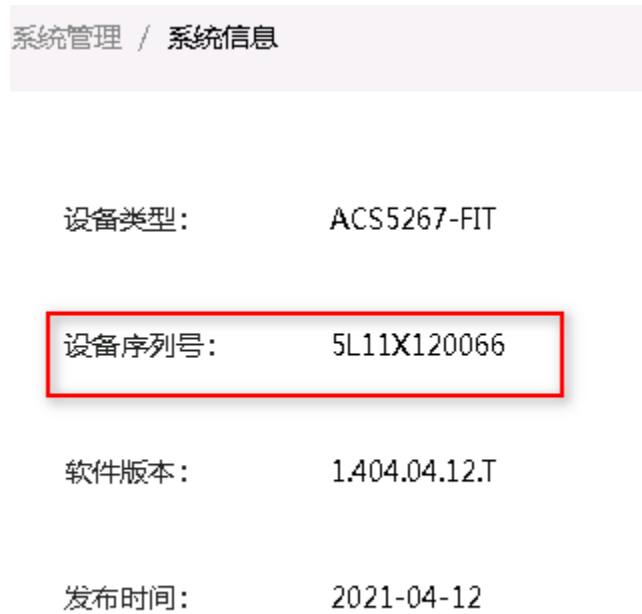 系统管理 / 系统信息
设备类型: ACS5267-FIT
设备序列号: 5L11X120066
软件版本: 1.404.04.12.T
发布时间: 2021-04-12